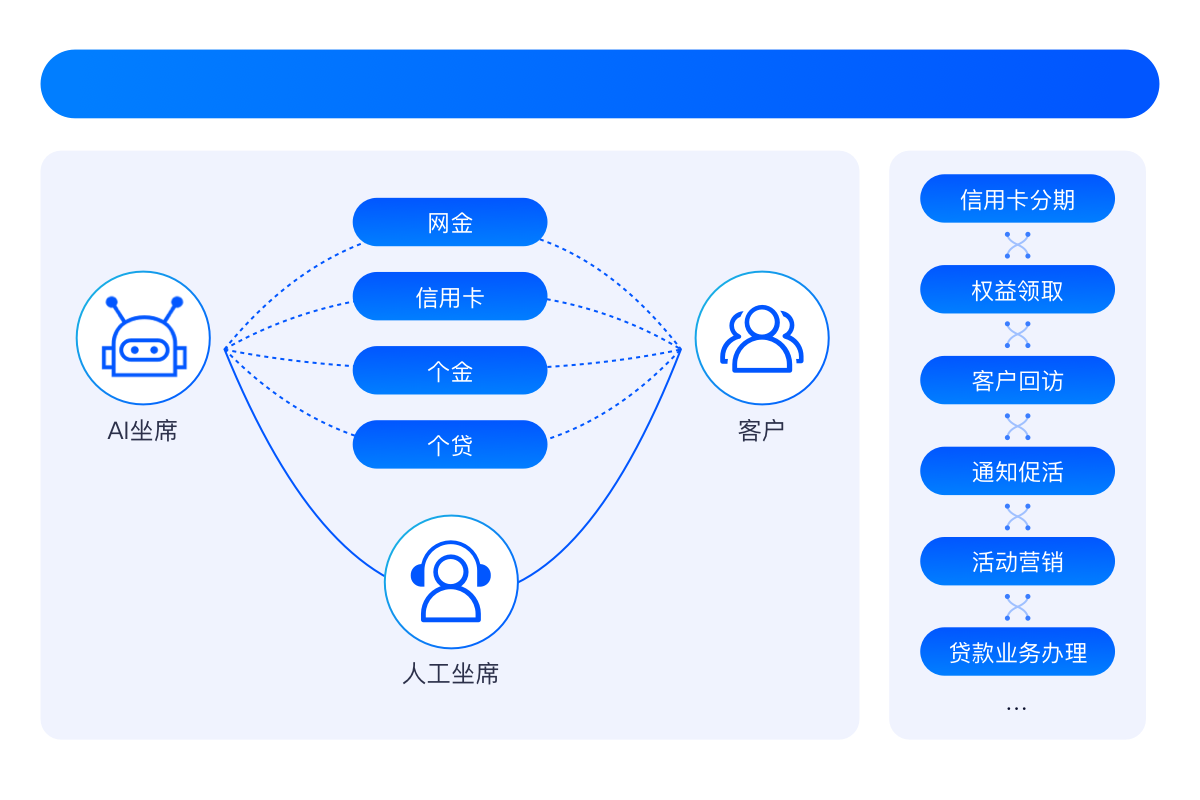 网金
信用卡
个金
个贷
AI坐席
客户
人工坐席
信用卡分期
权益领取
客户回访
通知促活
活动营销
贷款业务办理
...